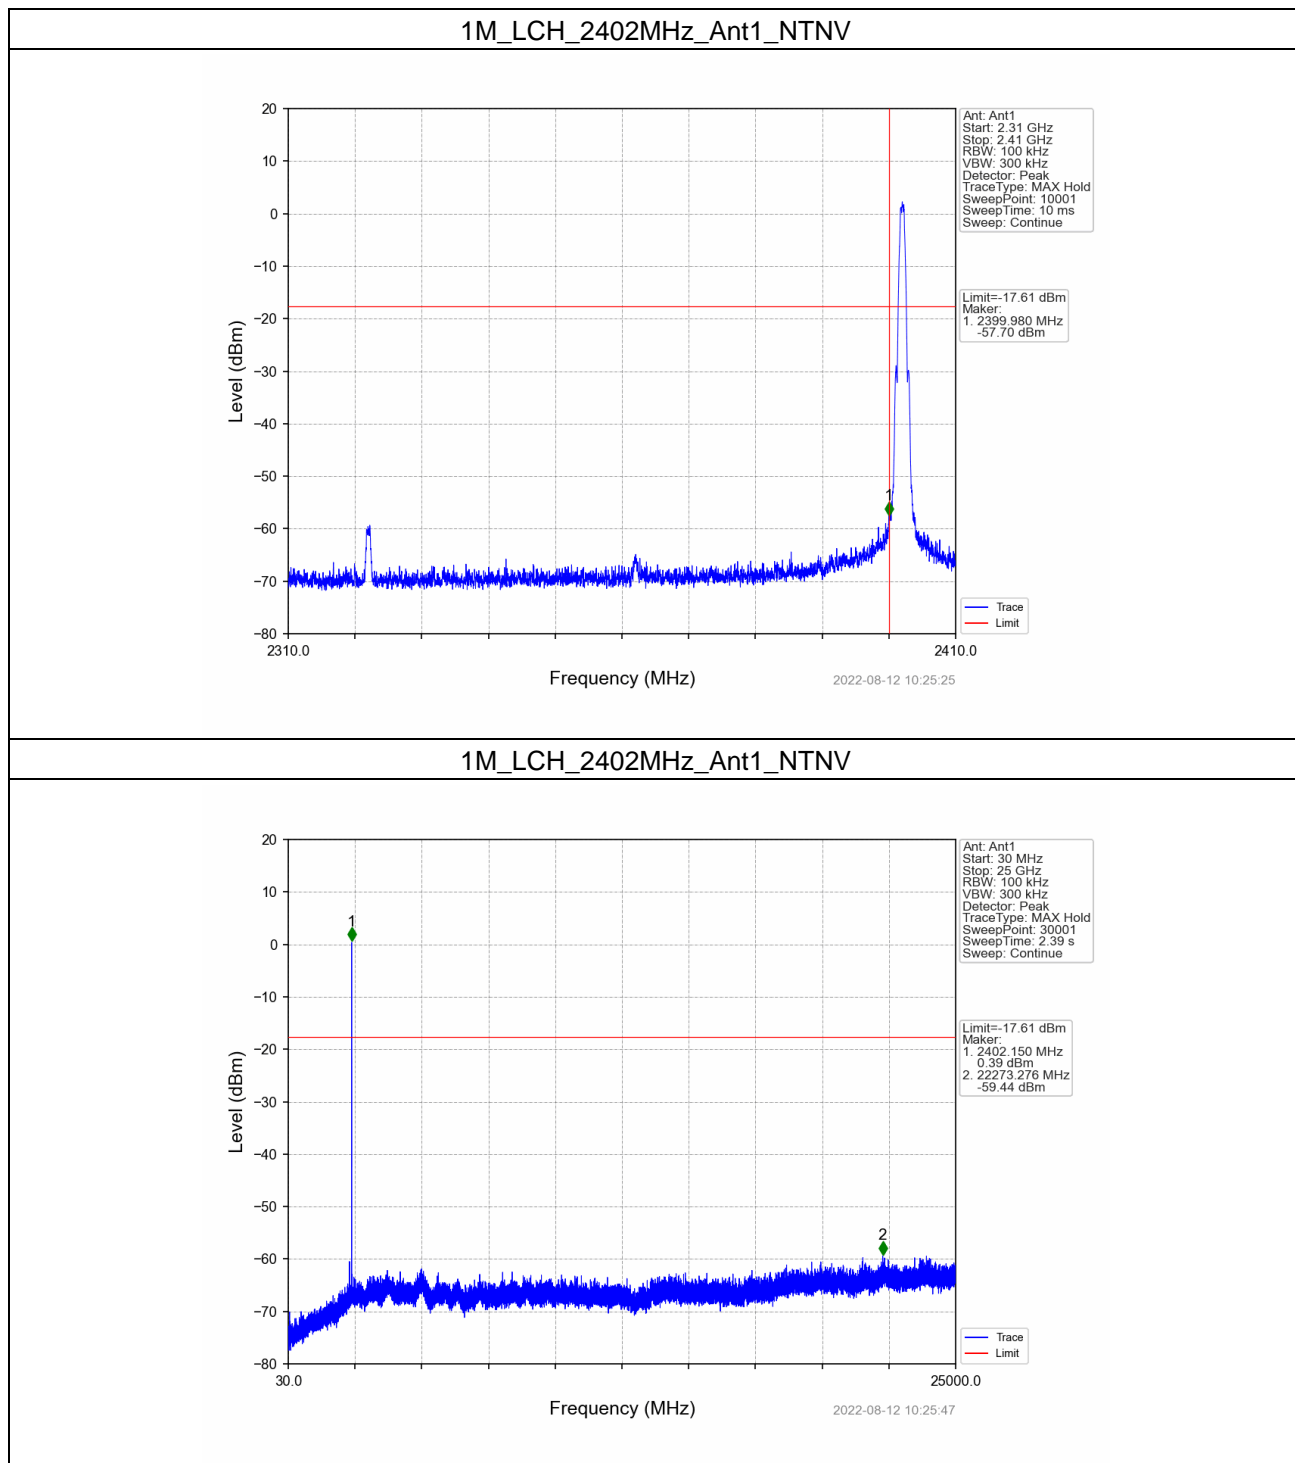 1M_LCH_2402MHz_Ant1_NTNV
20
10
0
−10
−20
−30
−40
−50
−60
−70
−80
Level (dBm)
1
2310.0
2410.0
Frequency (MHz)
2022-08-12 10:25:25
Ant: Ant1
Start: 2.31 GHz
Stop: 2.41 GHz
RBW: 100 kHz
VBW: 300 kHz
Detector: Peak
TraceType: MAX Hold
SweepPoint: 10001
SweepTime: 10 ms
Sweep: Continue
Limit=-17.61 dBm
Maker:
1. 2399.980 MHz
-57.70 dBm
Trace
Limit
1M_LCH_2402MHz_Ant1_NTNV
20
10
0
−10
−20
−30
−40
−50
−60
−70
−80
Level (dBm)
1
2
30.0
25000.0
Frequency (MHz)
2022-08-12 10:25:47
Ant: Ant1
Start: 30 MHz
Stop: 25 GHz
RBW: 100 kHz
VBW: 300 kHz
Detector: Peak
TraceType: MAX Hold
SweepPoint: 30001
SweepTime: 2.39 s
Sweep: Continue
Limit=-17.61 dBm
Maker:
1. 2402.150 MHz
0.39 dBm
2. 22273.276 MHz
-59.44 dBm
Trace
Limit